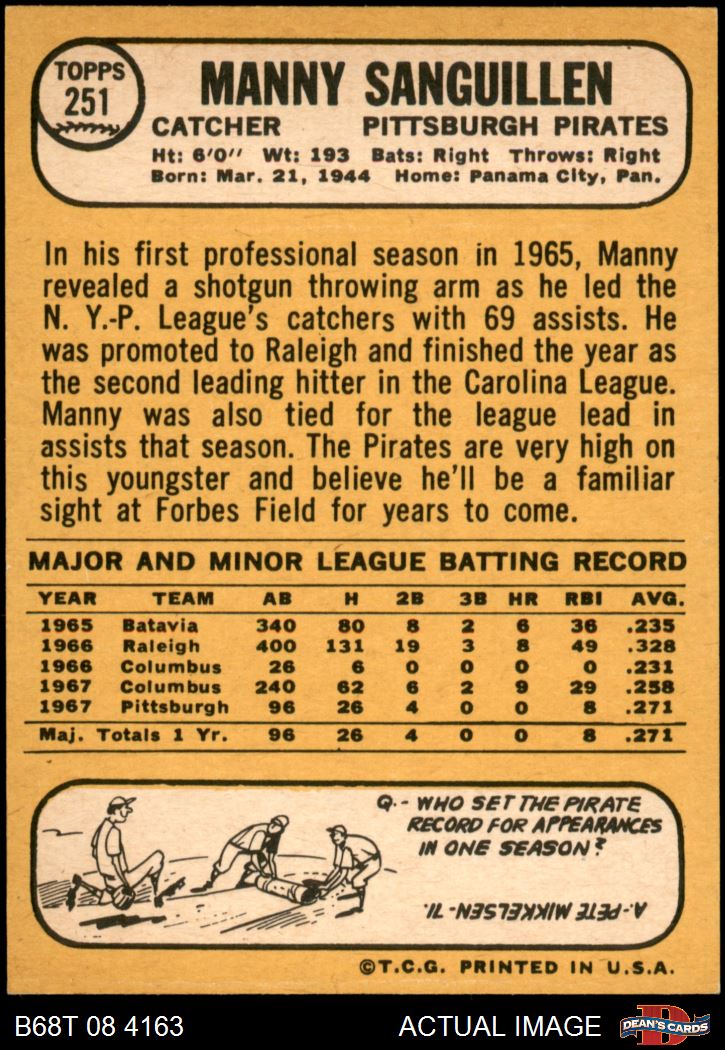 TOPPS
251
MANNY SANGUILLEN
CATCHER PITTSBURGH PIRATES
Ht: 6'0" Wt: 193 Bats: Right Throws: Right
Born: Mar. 21, 1944 Home: Panama City, Pan.
In his first professional season in 1965, Manny
revealed a shotgun throwing arm as he led the
N. Y.-P. League's catchers with 69 assists. He
was promoted to Raleigh and finished the year as
the second leading hitter in the Carolina League.
Manny was also tied for the league lead in
assists that season. The Pirates are very high on
this youngster and believe he'll be a familiar
sight at Forbes Field for years to come.
MAJOR AND MINOR LEAGUE BATTING RECORD
YEAR TEAM AB H 2B 3B HR RBI AVG.
1965 Batavia 340 80 8 2 6 36 .235
1966 Raleigh 400 131 19 3 8 49 .328
1966 Columbus 26 6 0 0 0 0 .231
1967 Columbus 240 62 6 2 9 29 .258
1967 Pittsburgh 96 26 4 0 0 8 .271
Maj. Totals 1 Yr. 96 26 4 0 0 8 .271
Q.- WHO SET THE PIRATE
RECORD FOR APPEARANCES
IN ONE SEASON?
A- PETE MIKKELSEN- 71.
©T.C.G. PRINTED IN U.S.A.
B68T 08 4163 ACTUAL IMAGE D DEAN'S CARDS